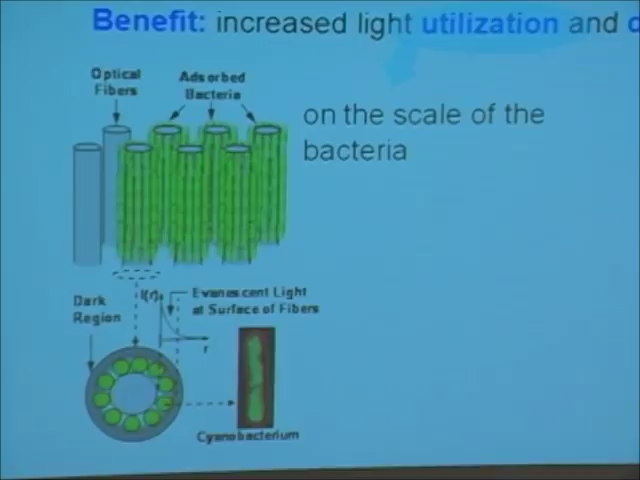 Benefit: increased light utilization and
Optical
Fibers
Adsorbed
Bacteria
on the scale of the
bacteria
I(r)
Evanescent Light
at Surface of Fibers
Dark
Region
r
Cyanobacterium